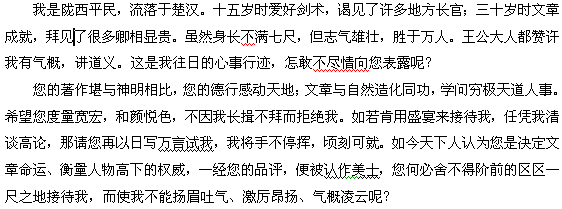 我是陇西平民，流落于楚汉。十五岁时爱好剑术，谒见了许多地方长官；三十岁时文章
成就，拜见了很多卿相显贵。虽然身长不满七尺，但志气雄壮，胜于万人。王公大人都赞许
我有气概，讲道义。这是我往日的心事行迹，怎敢不尽情向您表露呢？
您的著作堪与神明相比，您的德行感动天地；文章与自然造化同功，学问穷极天道人事。
希望您度量宽宏，和颜悦色，不因我长揖不拜而拒绝我。如若肯用盛宴来接待我，任凭我清
谈高论，那请您再以日写万言试我，我将手不停挥，顷刻可就。如今天下人认为您是决定文
章命运、衡量人物高下的权威，一经您的品评，便被认作美士，您何必舍不得阶前的区区一
尺之地接待我，而使我不能扬眉吐气、激厉昂扬、气概凌云呢？